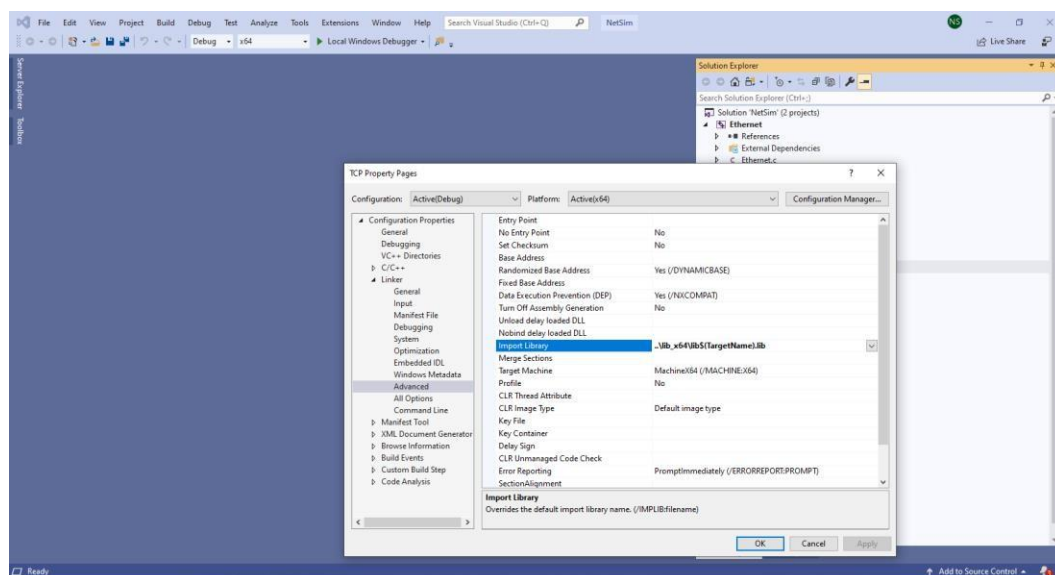 File Edit View Project Build Debug Test Analyze Tools Extensions Window Help Search Visual Studio (Ctrl+Q) NetSim NS
Debug x64 Local Windows Debugger Live Share
Server Explorer
Toolbox
Solution Explorer
Search Solution Explorer (Ctrl+;)
Solution 'NetSim' (2 projects)
Ethernet
References
External Dependencies
Ethernet.c
TCP Property Pages ? ×
Configuration: Active(Debug) Platform: Active(x64) Configuration Manager...
Configuration Properties
General
Debugging
VC++ Directories
C/C++
Linker
General
Input
Manifest File
Debugging
System
Optimization
Embedded IDL
Windows Metadata
Advanced
All Options
Command Line
Manifest Tool
XML Document Generator
Browse Information
Build Events
Custom Build Step
Code Analysis
Entry Point
No Entry Point No
Set Checksum No
Base Address
Randomized Base Address Yes (/DYNAMICBASE)
Fixed Base Address
Data Execution Prevention (DEP) Yes (/NXCOMPAT)
Turn Off Assembly Generation No
Unload delay loaded DLL
Nobind delay loaded DLL
Import Library ..\lib_x64\lib$(TargetName).lib
Merge Sections
Target Machine MachineX64 (/MACHINE:X64)
Profile No
CLR Thread Attribute
CLR Image Type Default image type
Key File
Key Container
Delay Sign
CLR Unmanaged Code Check
Error Reporting PromptImmediately (/ERRORREPORT:PROMPT)
SectionAlignment
Import Library
Overrides the default import library name. (/IMPLIB:filename)
OK Cancel Apply
Ready Add to Source Control